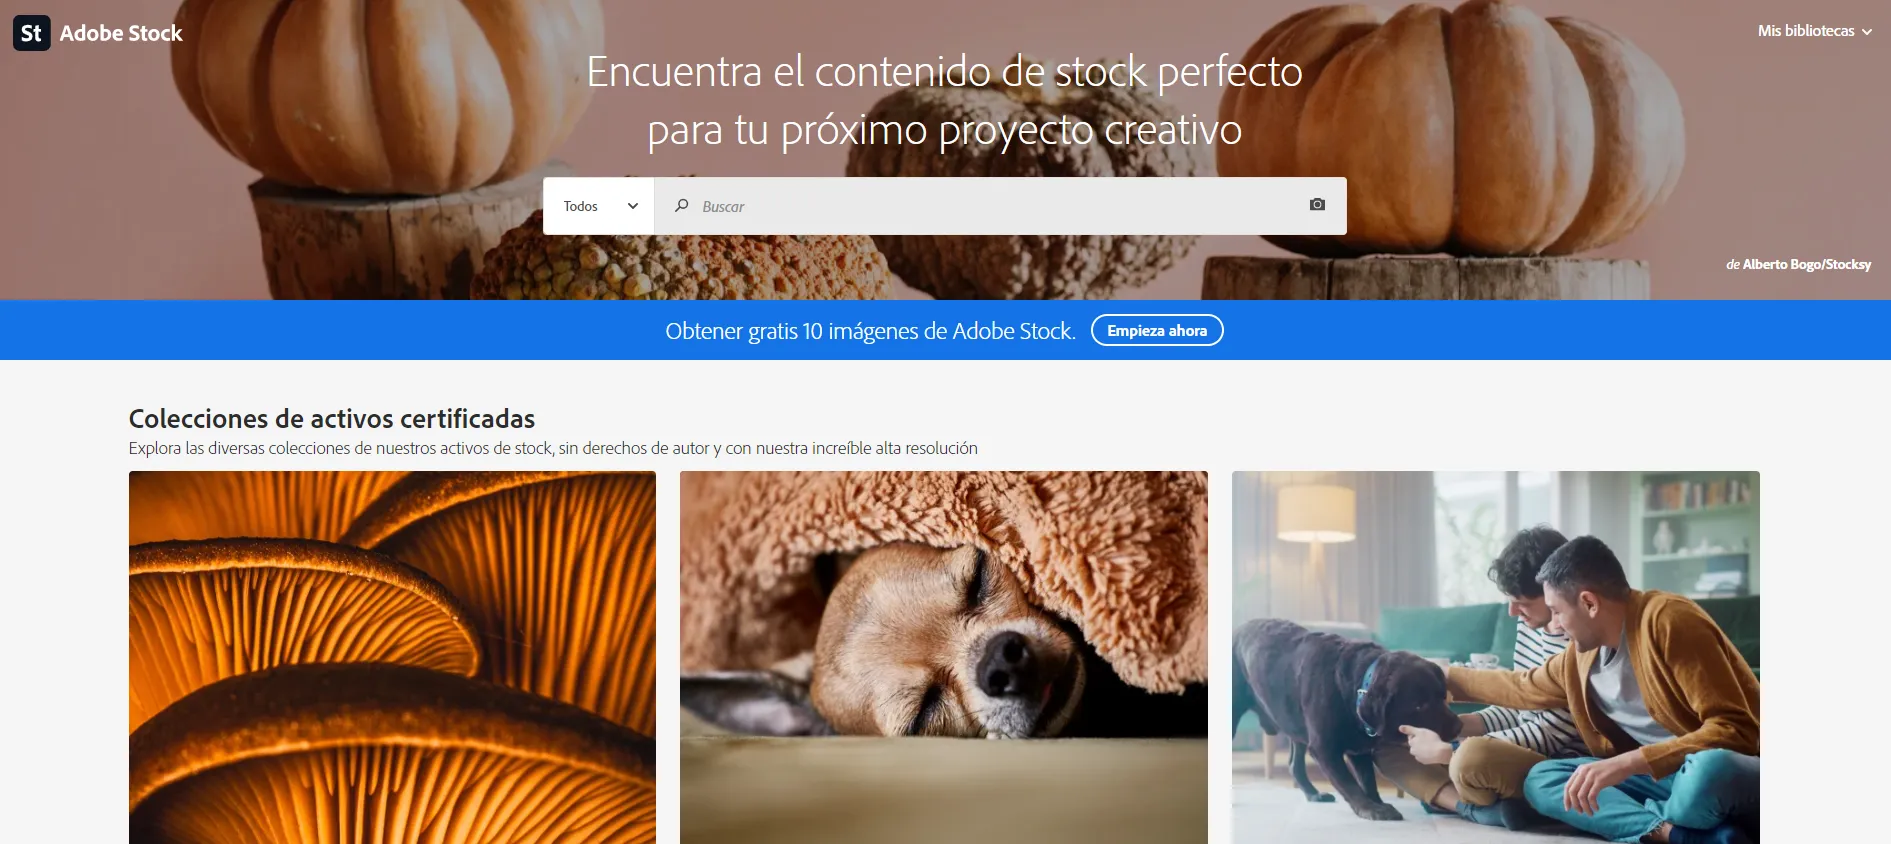 St Adobe Stock
Mis bibliotecas
Encuentra el contenido de stock perfecto
para tu próximo proyecto creativo
Todos
Buscar
de Alberto Bogo/Stocksy
Obtener gratis 10 imágenes de Adobe Stock. Empieza ahora
Colecciones de activos certificadas
Explora las diversas colecciones de nuestros activos de stock, sin derechos de autor y con nuestra increíble alta resolución